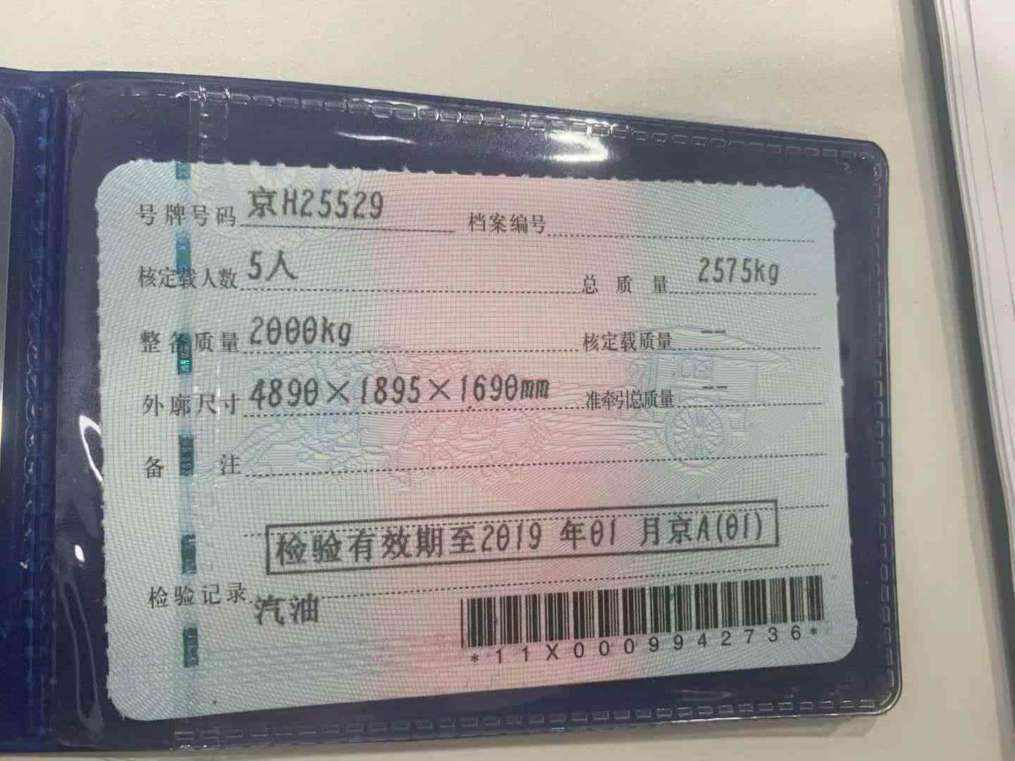 号牌号码 京H25529 档案编号
核定载人数 5人 总质量 2575kg
整备质量 2000kg 核定载质量 --
外廓尺寸 4890×1895×1690mm 准牵引总质量 --
备注
检验有效期至2019年01月京A(01)
检验记录 汽油
*11X0009942736*